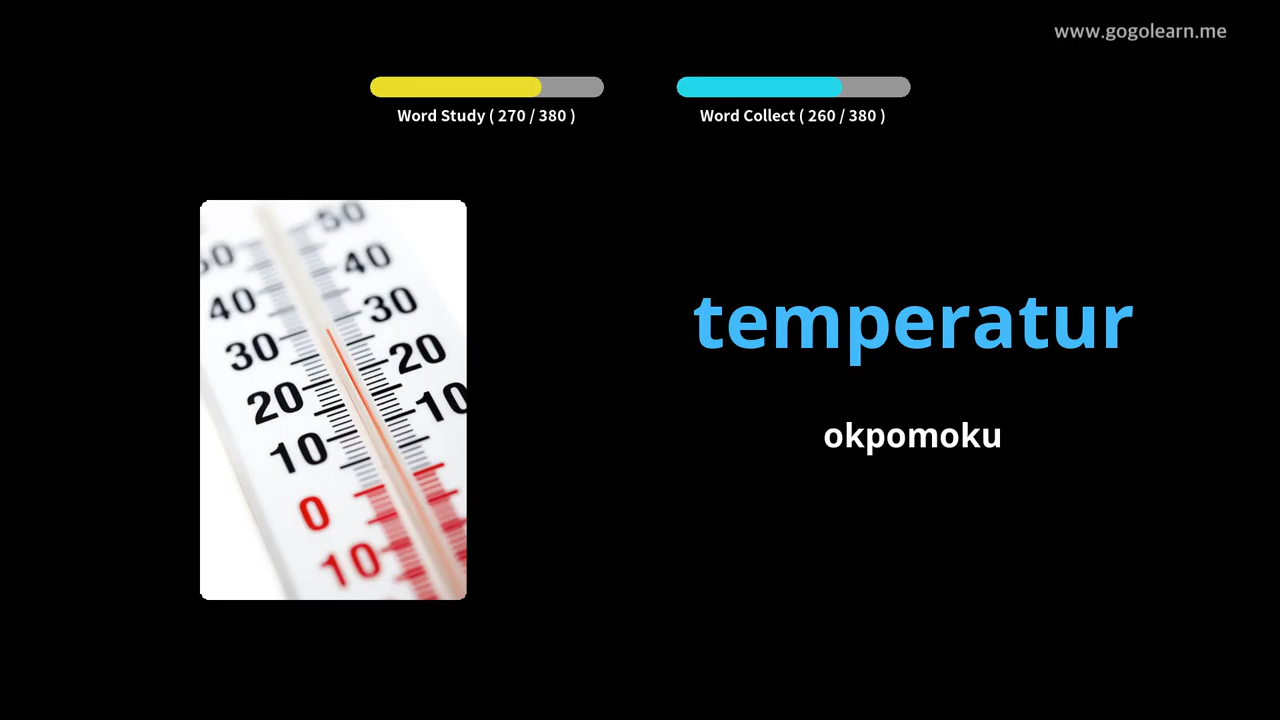 www.gogolearn.me
Word Study ( 270 / 380 )
Word Collect ( 260 / 380 )
50
50
40
40
30
30
20
20
10
10
0
10
temperatur
okpomoku